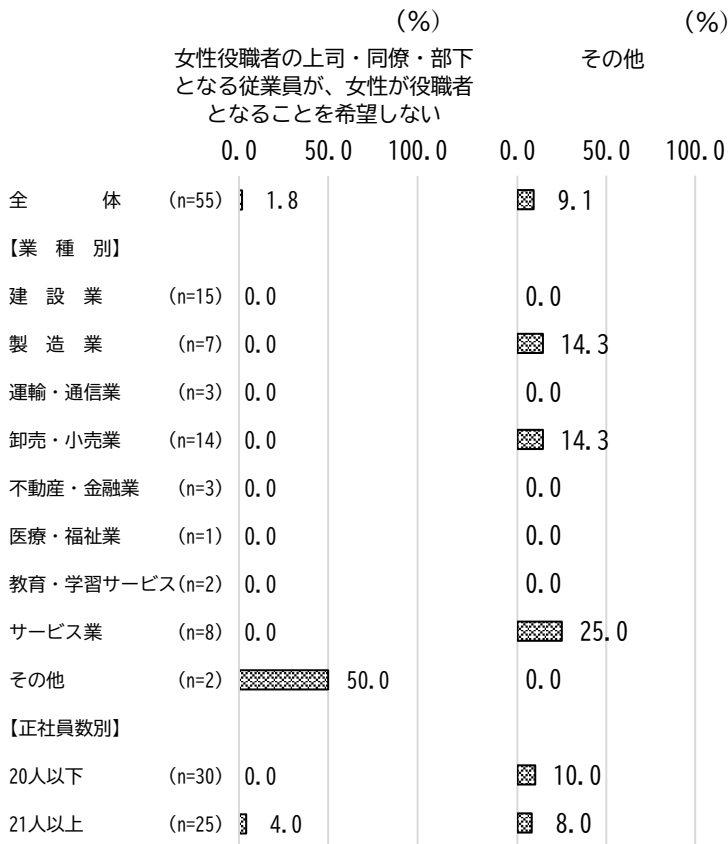 (%) (%)
女性役職者の上司・同僚・部下 その他
となる従業員が、女性が役職者
となることを希望しない
0.0 50.0 100.0 0.0 50.0 100.0
全 体 (n=55) 1.8 9.1
【業 種 別】
建 設 業 (n=15) 0.0 0.0
製 造 業 (n=7) 0.0 14.3
運輸・通信業 (n=3) 0.0 0.0
卸売・小売業 (n=14) 0.0 14.3
不動産・金融業 (n=3) 0.0 0.0
医療・福祉業 (n=1) 0.0 0.0
教育・学習サービス(n=2) 0.0 0.0
サービス業 (n=8) 0.0 25.0
その他 (n=2) 50.0 0.0
【正社員数別】
20人以下 (n=30) 0.0 10.0
21人以上 (n=25) 4.0 8.0